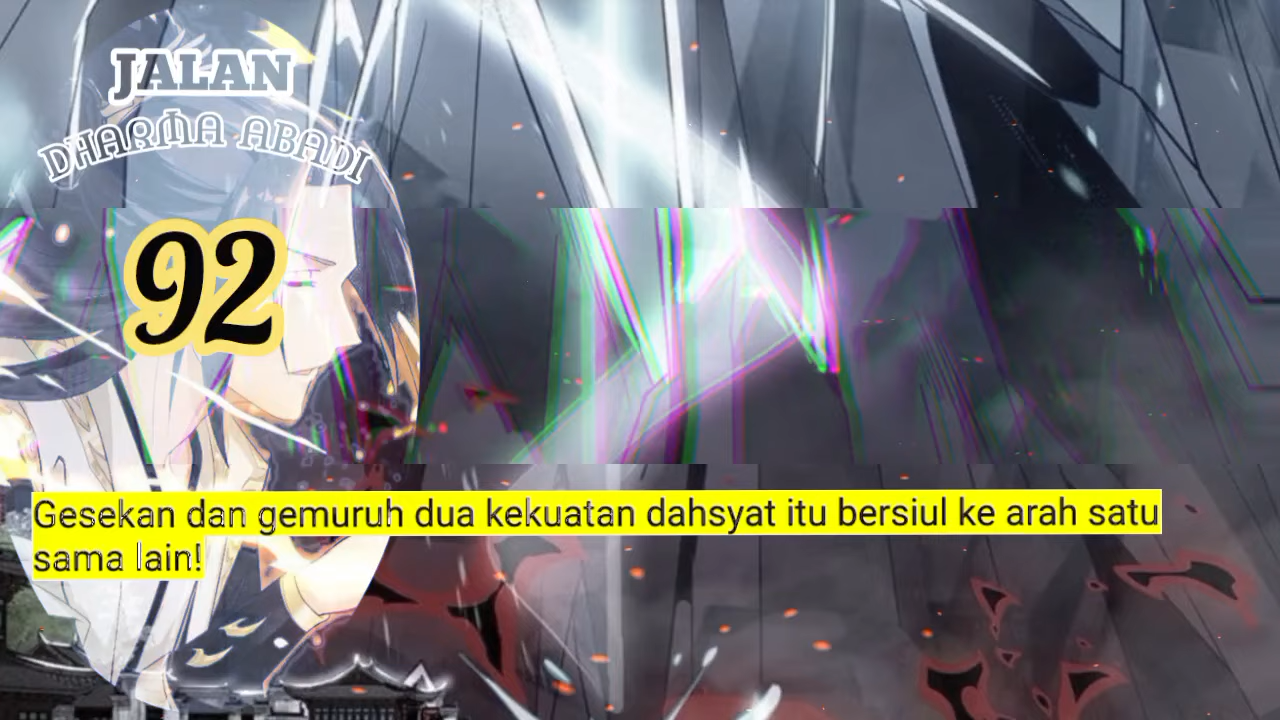 JALAN
DHARMA ABADI
92
Gesekan dan gemuruh dua kekuatan dahsyat itu bersiul ke arah satu
sama lain!